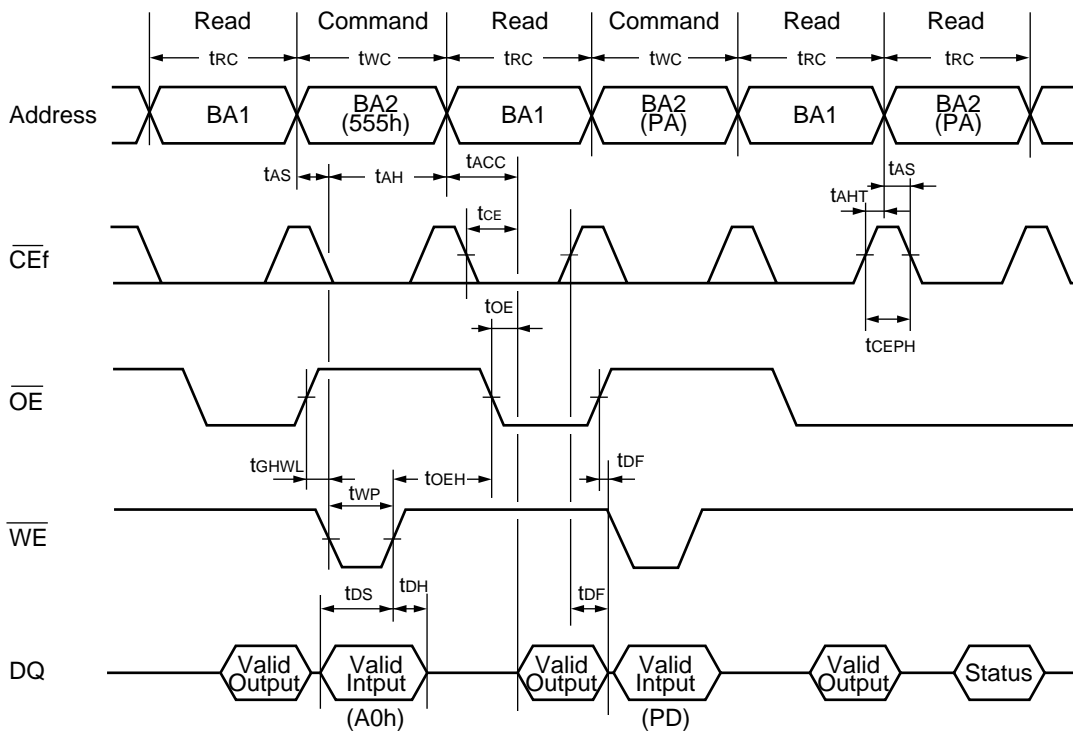 Read Command Read Command Read Read
tRC tWC tRC tWC tRC tRC
Address BA1 BA2 (555h) BA1 BA2 (PA) BA1 BA2 (PA)
tAS tAH tACC tAHT tAS
CEf tCE
tOE tCEPH
OE
tGHWL tWP tOEH tDF
WE
tDS tDH tDF
DQ Valid Output Valid Intput Valid Output Valid Intput Valid Output Status
(A0h) (PD)